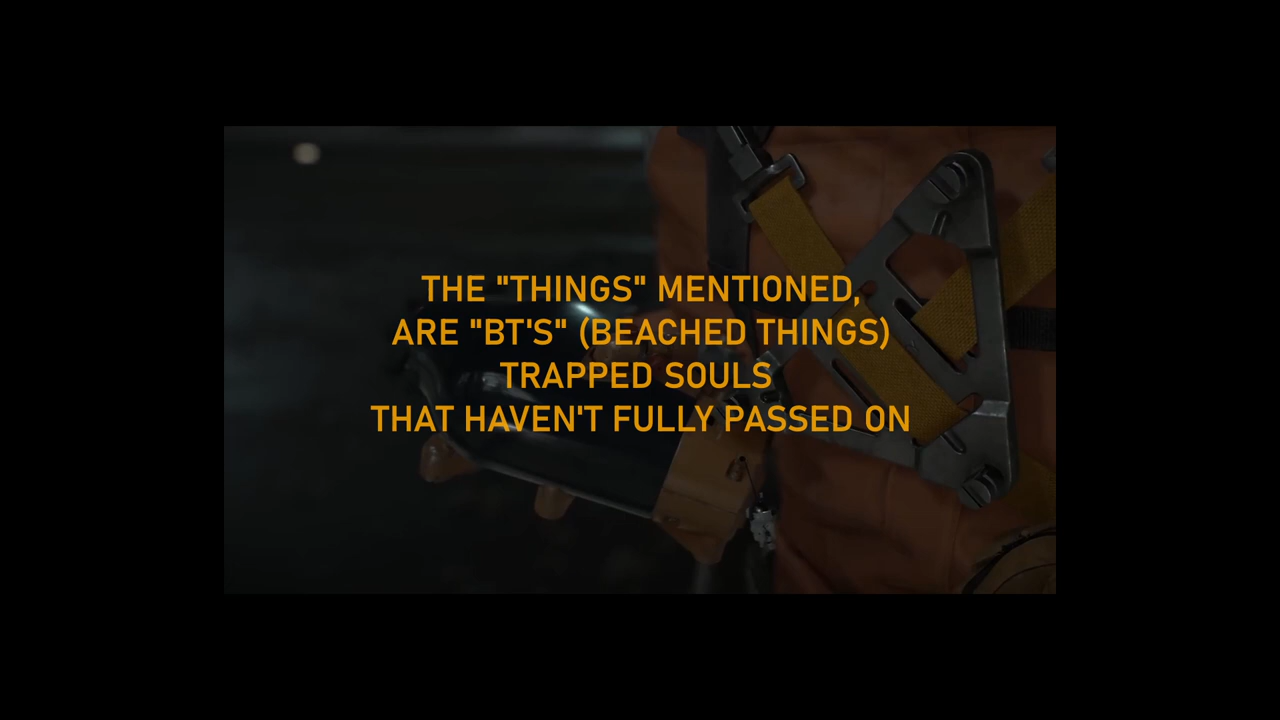 THE "THINGS" MENTIONED,
ARE "BT'S" (BEACHED THINGS)
TRAPPED SOULS
THAT HAVEN'T FULLY PASSED ON